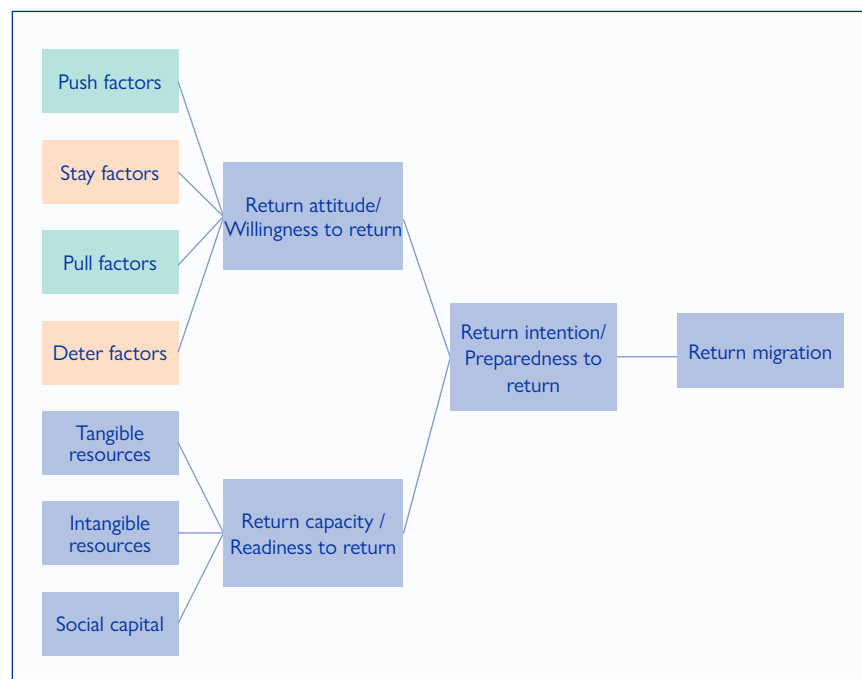 Push factors
Stay factors
Pull factors
Deter factors
Tangible
resources
Intangible
resources
Social capital
Return attitude/
Willingness to return
Return capacity /
Readiness to return
Return intention/
Preparedness to
return
Return migration